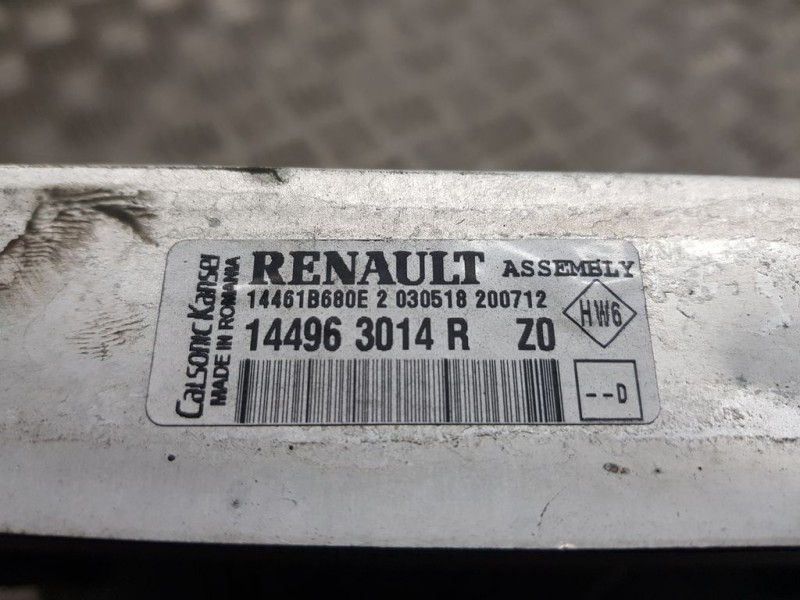 Calsonic Kansei
MADE IN ROMANIA
RENAULT ASSEMBLY
14461B680E 2 030518 200712
14496 3014 R Z0
HW6
--D